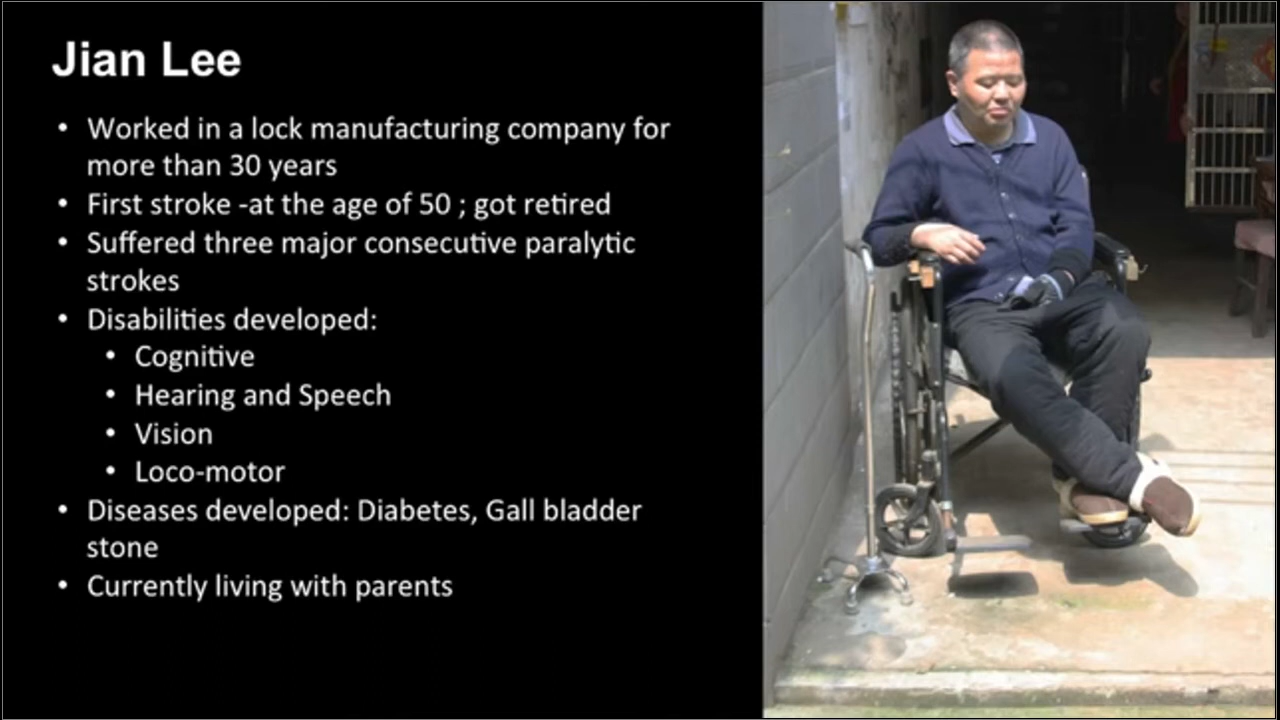 Jian Lee
• Worked in a lock manufacturing company for
more than 30 years
• First stroke -at the age of 50 ; got retired
• Suffered three major consecutive paralytic
strokes
• Disabilities developed:
• Cognitive
• Hearing and Speech
• Vision
• Loco-motor
• Diseases developed: Diabetes, Gall bladder
stone
• Currently living with parents